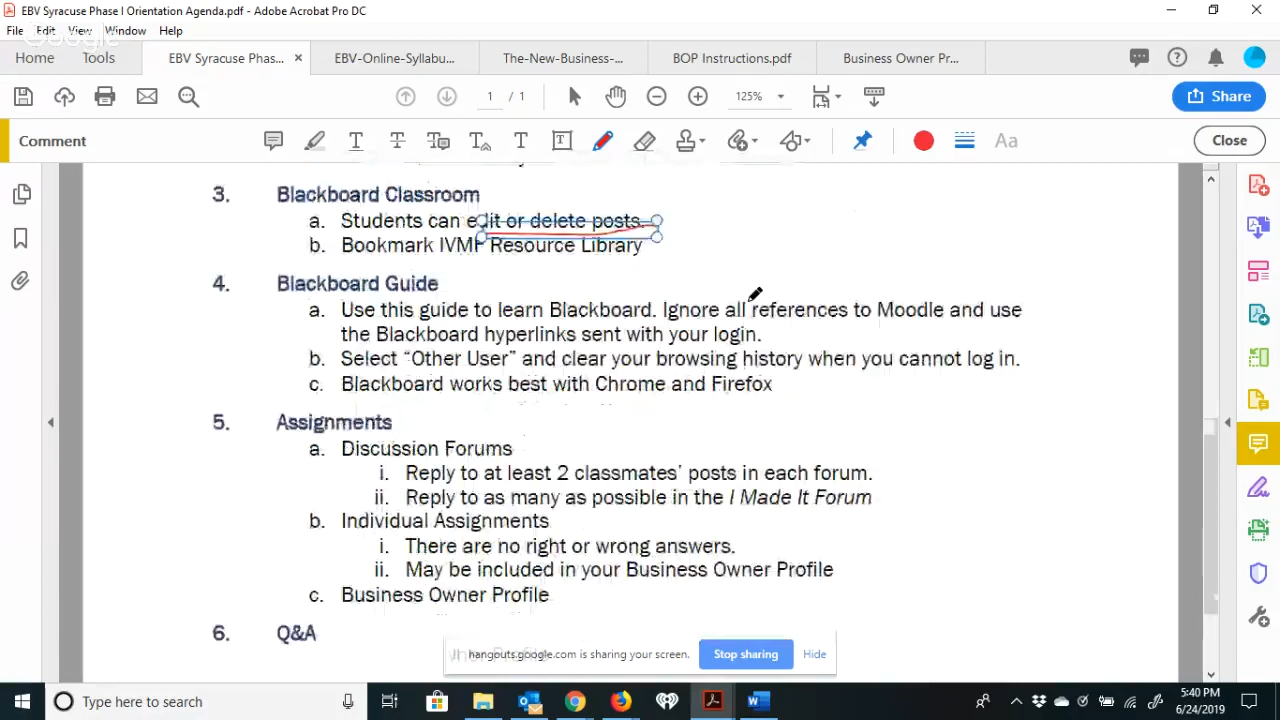 EBV Syracuse Phase I Orientation Agenda.pdf - Adobe Acrobat Pro DC
File Edit View Window Help
Google
Home Tools EBV Syracuse Phas... × EBV-Online-Syllabu... The-New-Business-... BOP Instructions.pdf Business Owner Pr...
1 / 1 125% Share
Comment Aa Close
3. Blackboard Classroom
a. Students can edit or delete posts.
b. Bookmark IVMF Resource Library
4. Blackboard Guide
a. Use this guide to learn Blackboard. Ignore all references to Moodle and use
the Blackboard hyperlinks sent with your login.
b. Select “Other User” and clear your browsing history when you cannot log in.
c. Blackboard works best with Chrome and Firefox
5. Assignments
a. Discussion Forums
i. Reply to at least 2 classmates’ posts in each forum.
ii. Reply to as many as possible in the I Made It Forum
b. Individual Assignments
i. There are no right or wrong answers.
ii. May be included in your Business Owner Profile
c. Business Owner Profile
6. Q&A
hangouts.google.com is sharing your screen. Stop sharing Hide
Type here to search
5:40 PM
6/24/2019